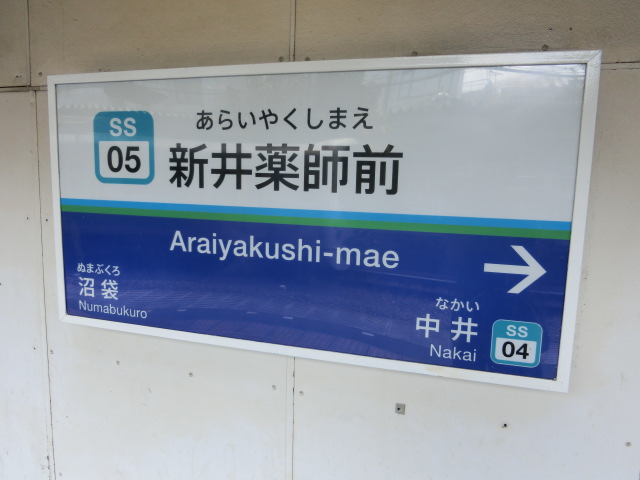 SS
05
あらいやくしまえ
新井薬師前
Araiyakushi-mae
ぬまぶくろ
沼袋
Numabukuro
なかい
中井
Nakai
SS
04